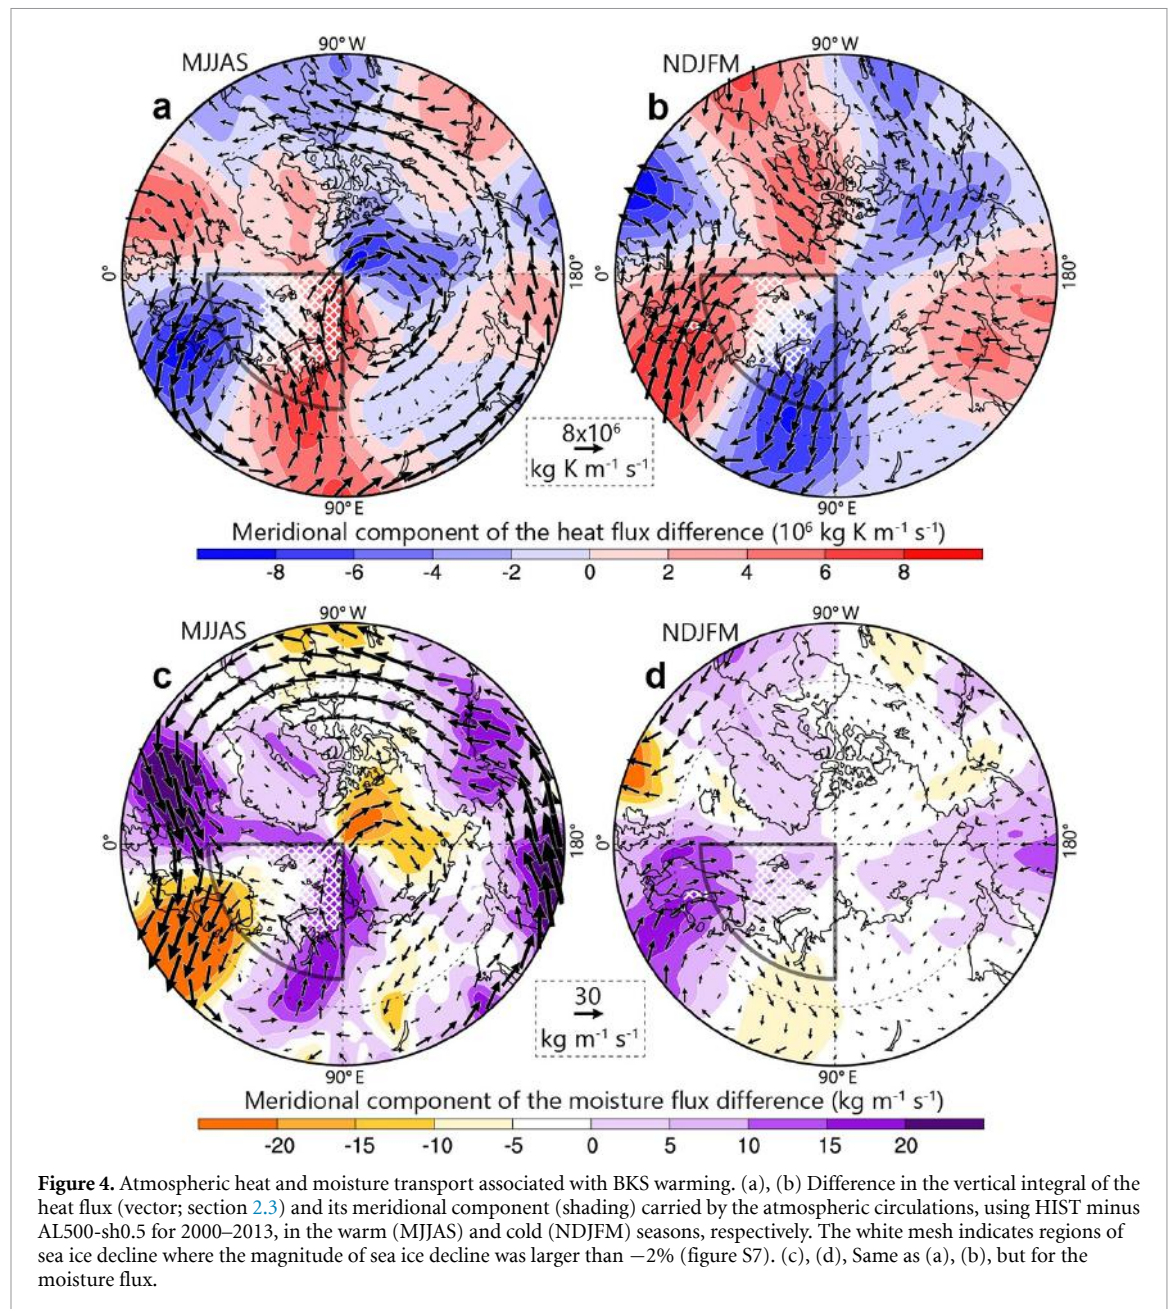 90° W
MJJAS
a
0°
180°
90° E
90° W
NDJFM
b
0°
180°
90° E
8x10⁶
kg K m⁻¹ s⁻¹
Meridional component of the heat flux difference (10⁶ kg K m⁻¹ s⁻¹)
-8 -6 -4 -2 0 2 4 6 8
90° W
MJJAS
c
0°
180°
90° E
90° W
NDJFM
d
0°
180°
90° E
30
kg m⁻¹ s⁻¹
Meridional component of the moisture flux difference (kg m⁻¹ s⁻¹)
-20 -15 -10 -5 0 5 10 15 20
Figure 4. Atmospheric heat and moisture transport associated with BKS warming. (a), (b) Difference in the vertical integral of the
heat flux (vector; section 2.3) and its meridional component (shading) carried by the atmospheric circulations, using HIST minus
AL500-sh0.5 for 2000–2013, in the warm (MJJAS) and cold (NDJFM) seasons, respectively. The white mesh indicates regions of
sea ice decline where the magnitude of sea ice decline was larger than −2% (figure S7). (c), (d), Same as (a), (b), but for the
moisture flux.